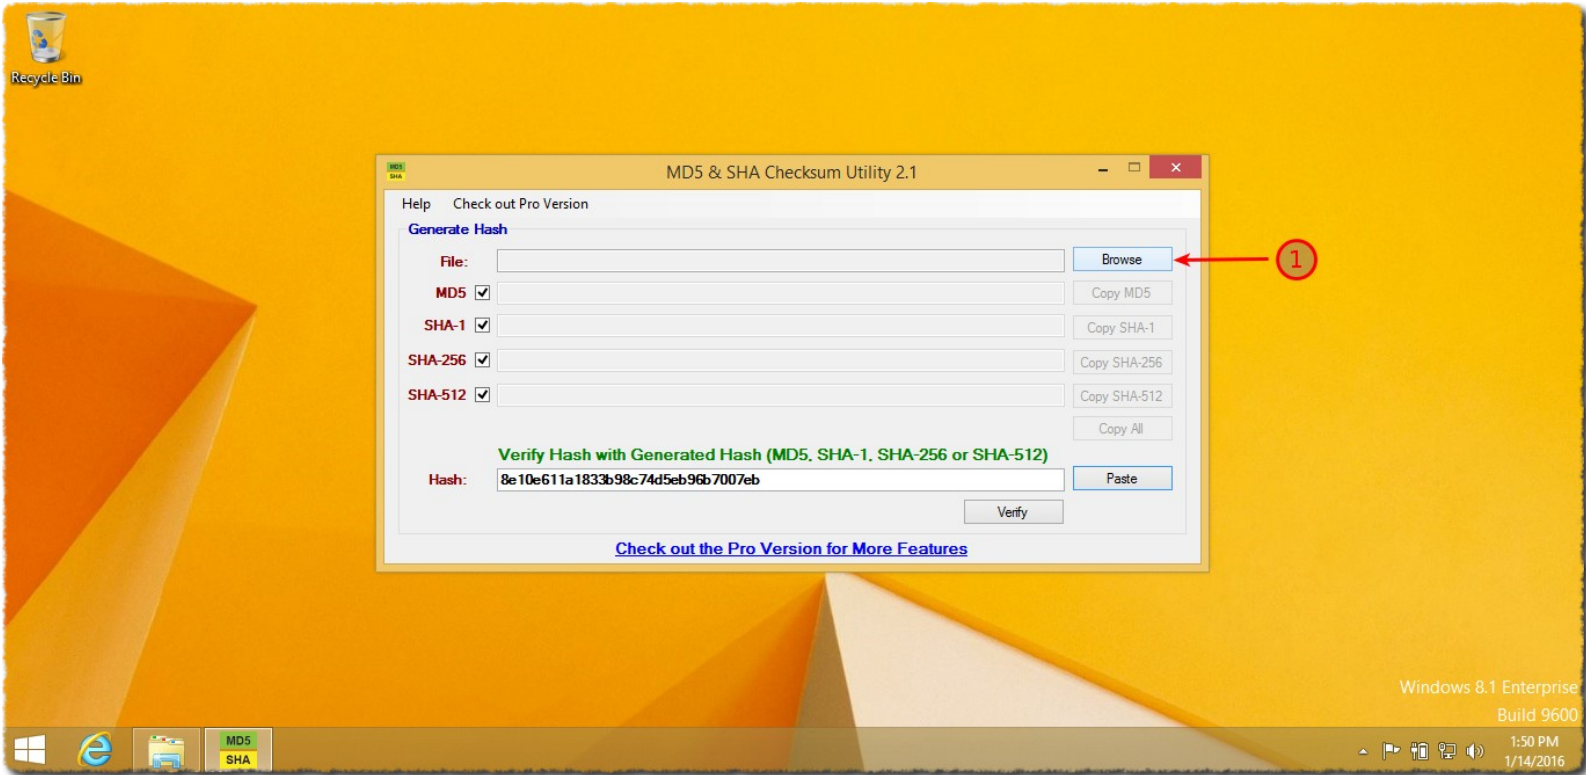 Recycle Bin
MD5
SHA
MD5 & SHA Checksum Utility 2.1
Help Check out Pro Version
Generate Hash
File: Browse
1
MD5 Copy MD5
SHA-1 Copy SHA-1
SHA-256 Copy SHA-256
SHA-512 Copy SHA-512
Copy All
Verify Hash with Generated Hash (MD5, SHA-1, SHA-256 or SHA-512)
Hash: 8e10e611a1833b98c74d5eb96b7007eb Paste
Verify
Check out the Pro Version for More Features
Windows 8.1 Enterprise
Build 9600
MD5
SHA
1:50 PM
1/14/2016